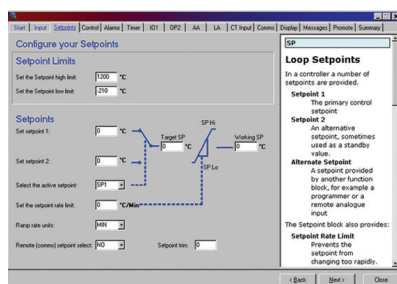 Start Input Setpoints Control Alarms Timer IO1 OP2 AA LA CT Input Comms Display Messages Promote Summary
Configure your Setpoints
Setpoint Limits
Set the Setpoint high limit: 1200 °C
Set the Setpoint low limit: -210 °C
Setpoints
SP Hi
Target SP Working SP
Set setpoint 1: 0 °C 0 °C 0 °C
Set setpoint 2: 0 °C
SP Lo
Select the active setpoint: SP1
Set the setpoint rate limit: 0 °C/Min
Ramp rate units: MIN
Remote (comms) setpoint select: NO Setpoint trim: 0
SP
Loop Setpoints
In a controller a number of
setpoints are provided.
Setpoint 1
The primary control
setpoint
Setpoint 2
An alternative
setpoint, sometimes
used as a standby
value.
Alternate Setpoint
A setpoint provided
by another function
block, for example a
programmer or a
remote analogue
input
The Setpoint block also provides:
Setpoint Rate Limit
Prevents the
setpoint from
changing too rapidly.
< Back Next > Close